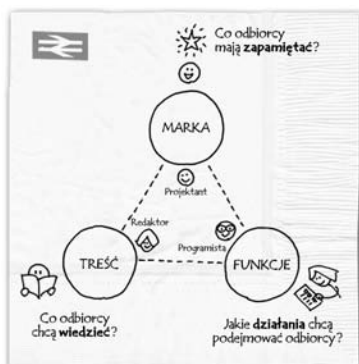 Co odbiorcy
mają zapamiętać?
MARKA
Projektant
Redaktor
Programista
TREŚĆ
FUNKCJE
Co odbiorcy
chcą wiedzieć?
Jakie działania chcą
podejmować odbiorcy?